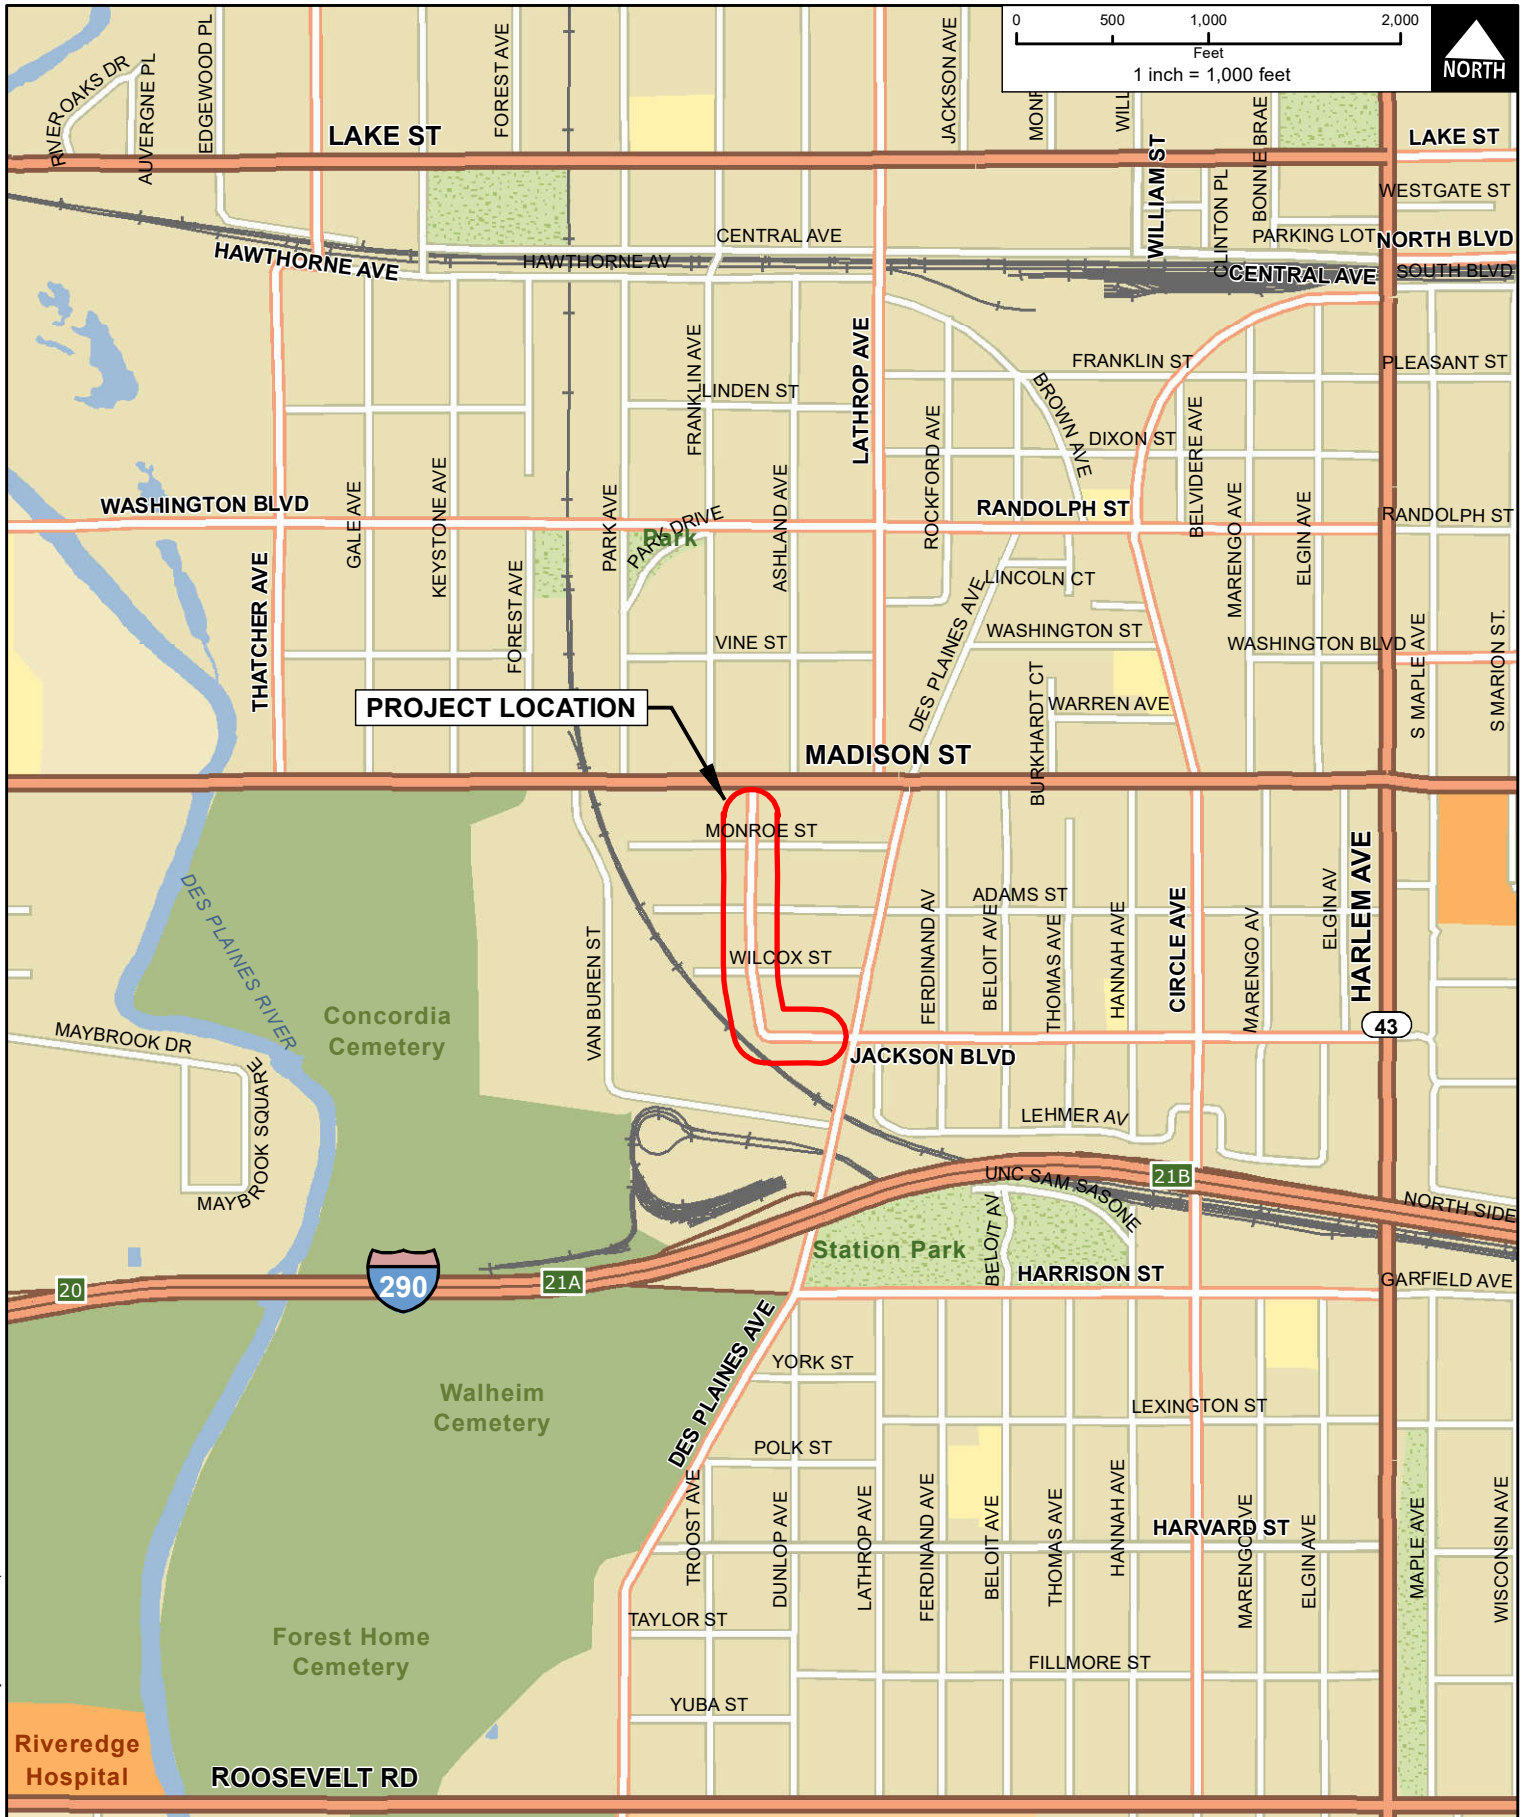 0 500 1,000 2,000
Feet
1 inch = 1,000 feet
NORTH
RIVER OAKS DR
AUVERGNE PL
EDGEWOOD PL
LAKE ST
FOREST AVE
JACKSON AVE
MONR
WILL
WILLIAM ST
CLINTON PL
BONNIE BRAE
LAKE ST
WESTGATE ST
PARKING LOT
NORTH BLVD
SOUTH BLVD
CENTRAL AVE
CENTRAL AVE
HAWTHORNE AVE
HAWTHORNE AV
FRANKLIN AVE
LINDEN ST
LATHROP AVE
FRANKLIN ST
PLEASANT ST
BROWN AVE
ROCKFORD AVE
DIXON ST
BELVIDERE AVE
WASHINGTON BLVD
GALE AVE
KEYSTONE AVE
PARK AVE
PARK DRIVE
Park
ASHLAND AVE
RANDOLPH ST
MARENGO AVE
ELGIN AVE
RANDOLPH ST
THATCHER AVE
FOREST AVE
VINE ST
DES PLAINES AVE
LINCOLN CT
WASHINGTON ST
WASHINGTON BLVD
S MAPLE AVE
S MARION ST.
BURKHARDT CT
WARREN AVE
PROJECT LOCATION
MADISON ST
MONROE ST
HARLEM AVE
DES PLAINES RIVER
ADAMS ST
VAN BUREN ST
WILCOX ST
FERDINAND AV
BELOIT AVE
THOMAS AVE
HANNAH AVE
CIRCLE AVE
MARENGO AV
ELGIN AV
43
Concordia
Cemetery
MAYBROOK DR
MAYBROOK SQUARE
JACKSON BLVD
LEHMER AV
UNC SAM SASONE
21B
NORTH SIDE
BELOIT AV
Station Park
HARRISON ST
GARFIELD AVE
20
290
21A
DES PLAINES AVE
YORK ST
Walheim
Cemetery
LEXINGTON ST
POLK ST
TROOST AVE
DUNLOP AVE
LATHROP AVE
FERDINAND AVE
BELOIT AVE
THOMAS AVE
HANNAH AVE
HARVARD ST
MARENGO AVE
ELGIN AVE
MAPLE AVE
WISCONSIN AVE
TAYLOR ST
Forest Home
Cemetery
FILLMORE ST
YUBA ST
Riveredge
Hospital
ROOSEVELT RD